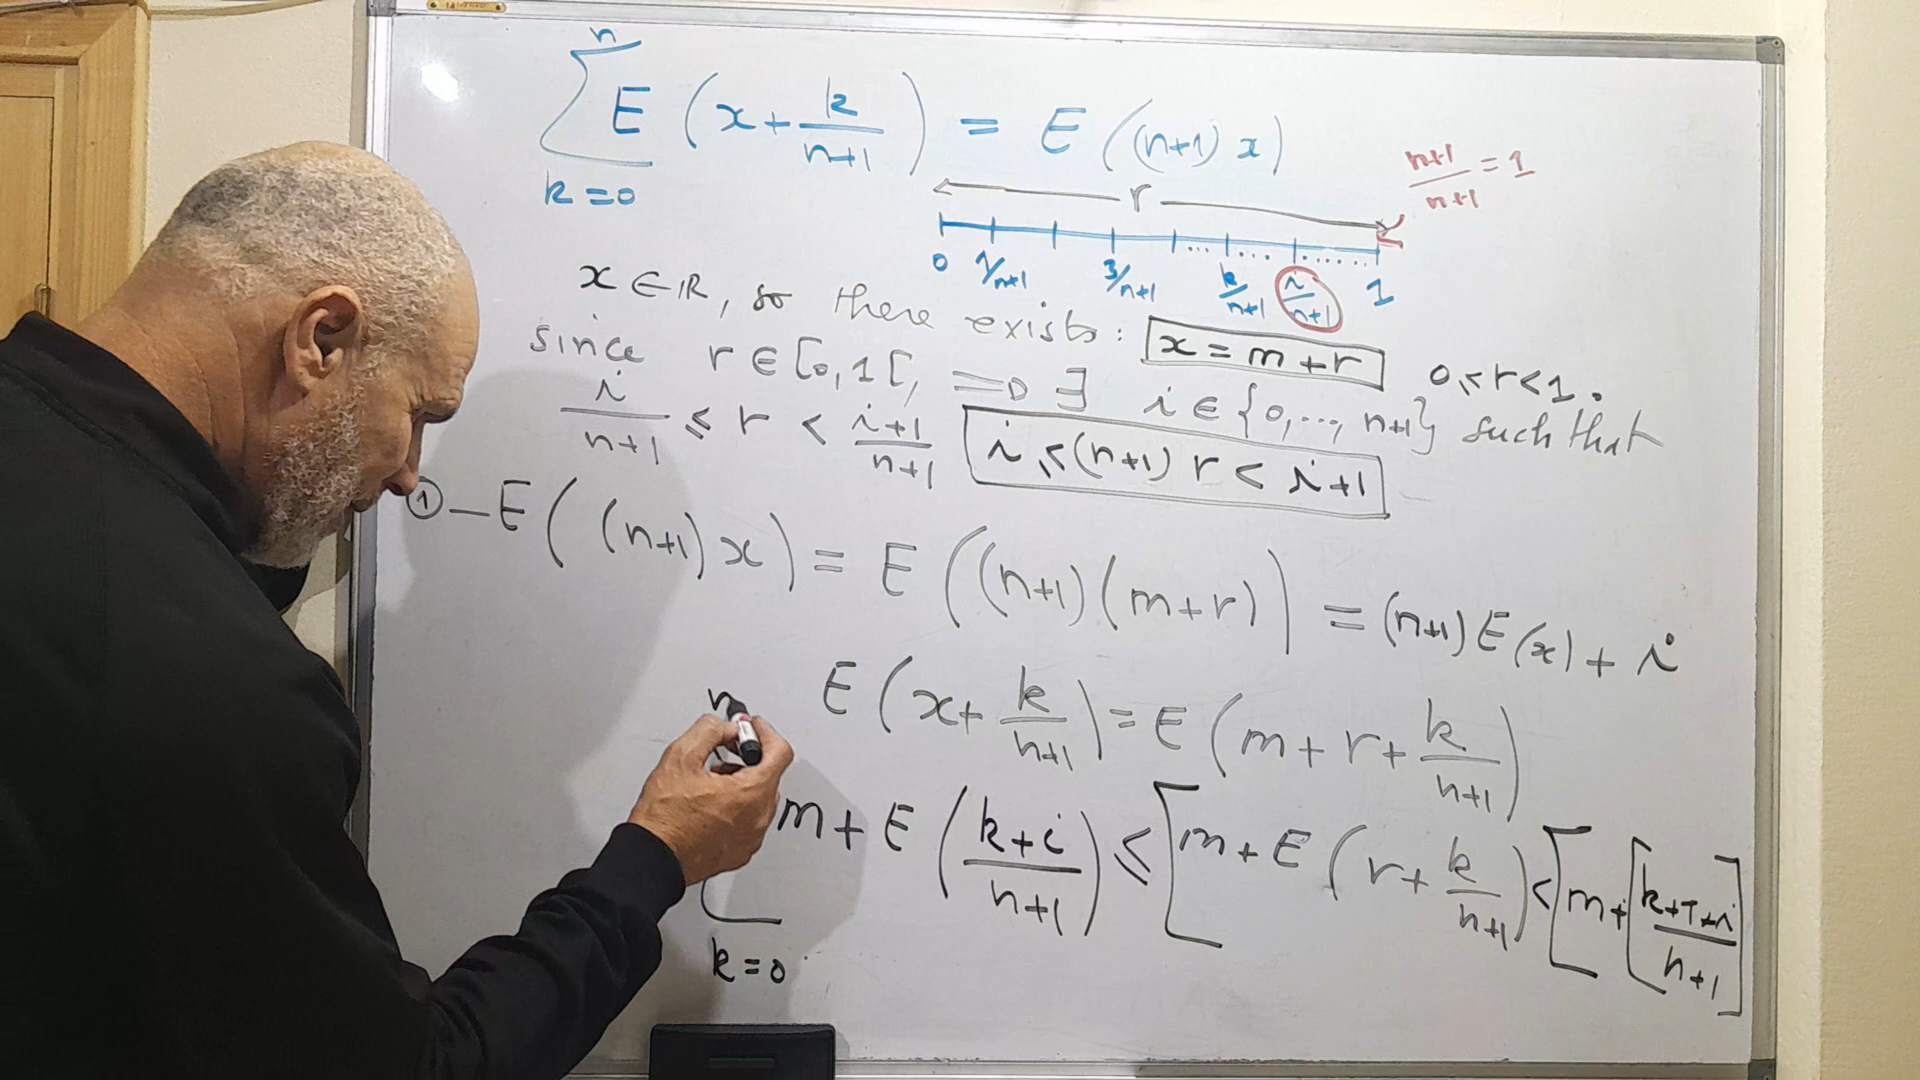 n
∑ E (x + k/n+1) = E ((n+1) x)
k = 0
n+1/n+1 = 1
r
0 1/n+1 3/n+1 ... k/n+1 .... i/n+1 ...... 1
x ∈ ℝ, so there exists: x = m + r 0 ≤ r < 1.
since r ∈ [0, 1[, => ∃ i ∈ {0, ..., n+1} such that
i/n+1 ≤ r < i+1/n+1 i ≤ (n+1) r < i+1
① — E ((n+1) x) = E ((n+1) (m+r)) = (n+1) E(x) + i
E (x + k/n+1) = E (m + r + k/n+1)
n
∑ m + E (k+i/n+1) ≤ ∑ m + E (r + k/n+1) < ∑ m + [k+1+i/n+1]
k = 0